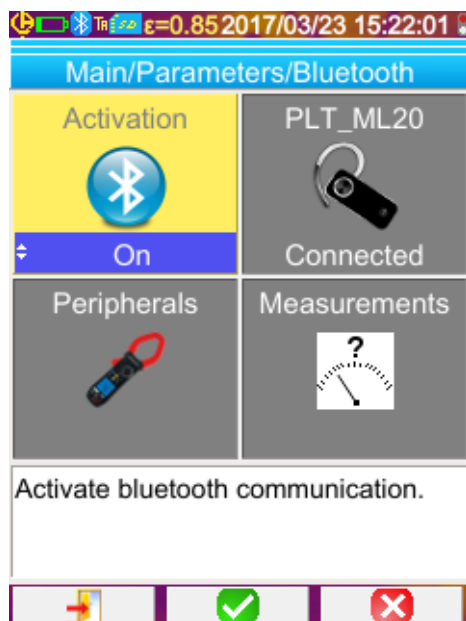 ε=0.85 2017/03/23 15:22:01
Main/Parameters/Bluetooth
Activation
PLT_ML20
On
Connected
Peripherals
Measurements
?
Activate bluetooth communication.